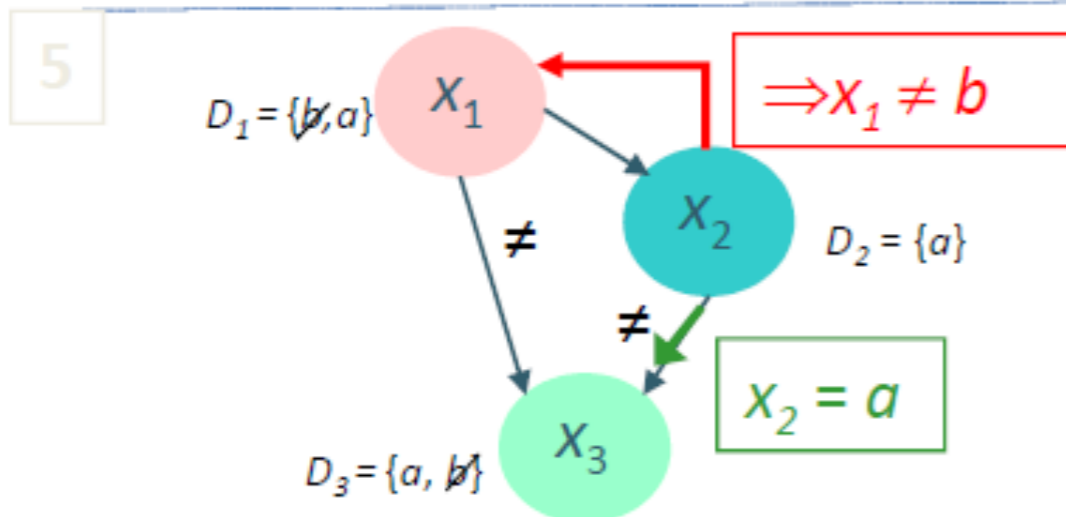 5
x₁
⇒x₁ ≠ b
D₁ = {b,a}
x₂
≠
D₂ = {a}
≠
x₂ = a
x₃
D₃ = {a, b}